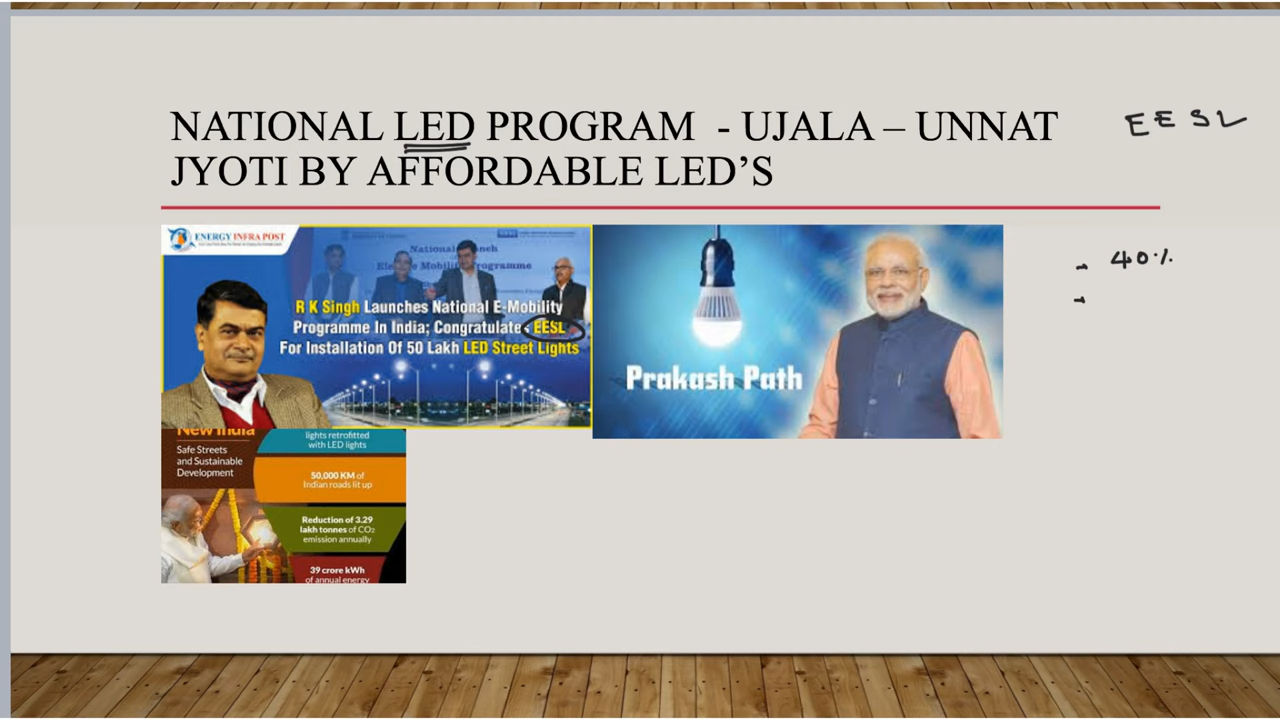 NATIONAL LED PROGRAM - UJALA – UNNAT
JYOTI BY AFFORDABLE LED’S
EESL
- 40%
-
ENERGY INFRA POST
National
Programme
R K Singh Launches National E-Mobility
Programme In India; Congratulates EESL
For Installation Of 50 Lakh LED Street Lights
Prakash Path
New India
Safe Streets
and Sustainable
Development
lights retrofitted
with LED lights
50,000 KM of
Indian roads lit up
Reduction of 3.29
lakh tonnes of CO₂
emission annually
39 crore kWh
of annual energy